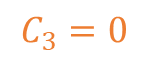 C₃ = 0